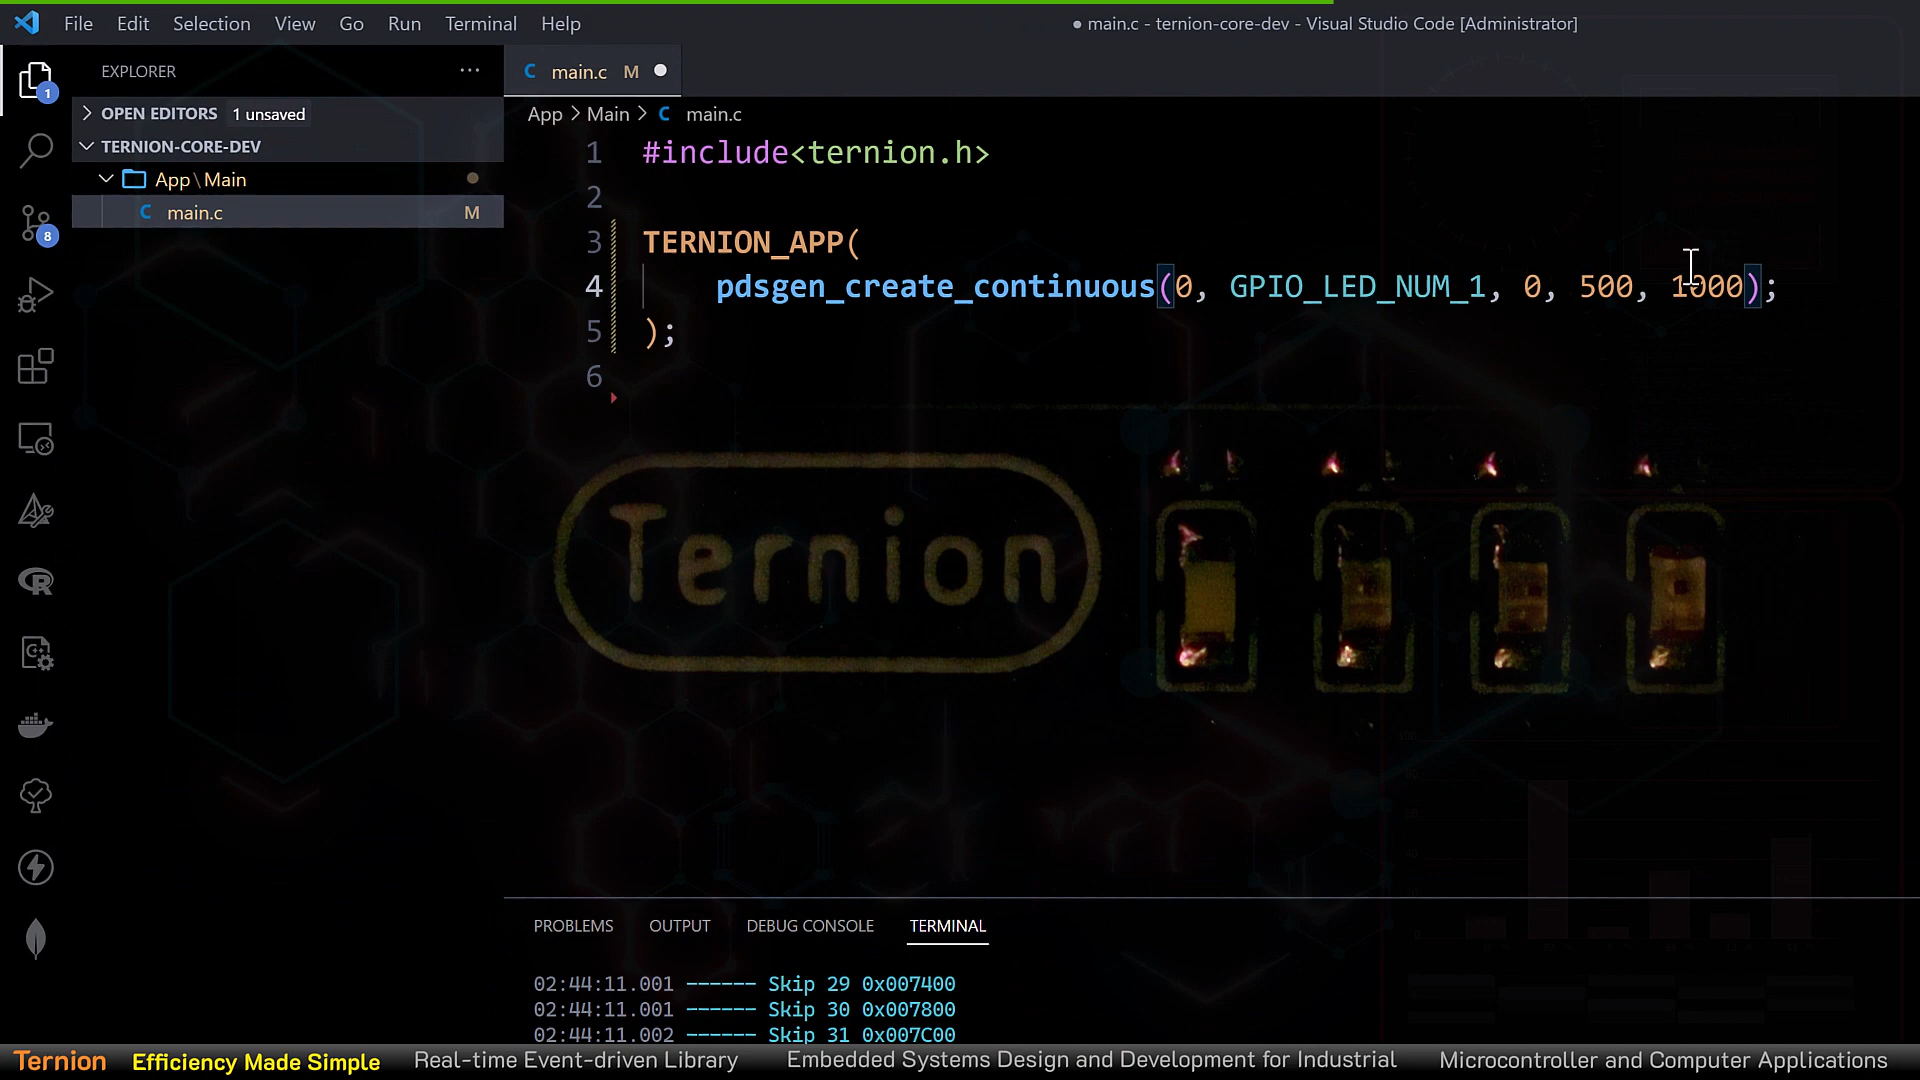 File Edit Selection View Go Run Terminal Help
● main.c - ternion-core-dev - Visual Studio Code [Administrator]
EXPLORER ···
OPEN EDITORS 1 unsaved
TERNION-CORE-DEV
App\Main
main.c M
1
8
C main.c M
App > Main > C main.c
1 #include<ternion.h>
2
3 TERNION_APP(
4 pdsgen_create_continuous(0, GPIO_LED_NUM_1, 0, 500, 1000);
5 );
6
Ternion
PROBLEMS OUTPUT DEBUG CONSOLE TERMINAL
02:44:11.001 ------ Skip 29 0x007400
02:44:11.001 ------ Skip 30 0x007800
02:44:11.002 ------ Skip 31 0x007C00
Ternion Efficiency Made Simple Real-time Event-driven Library Embedded Systems Design and Development for Industrial Microcontroller and Computer Applications